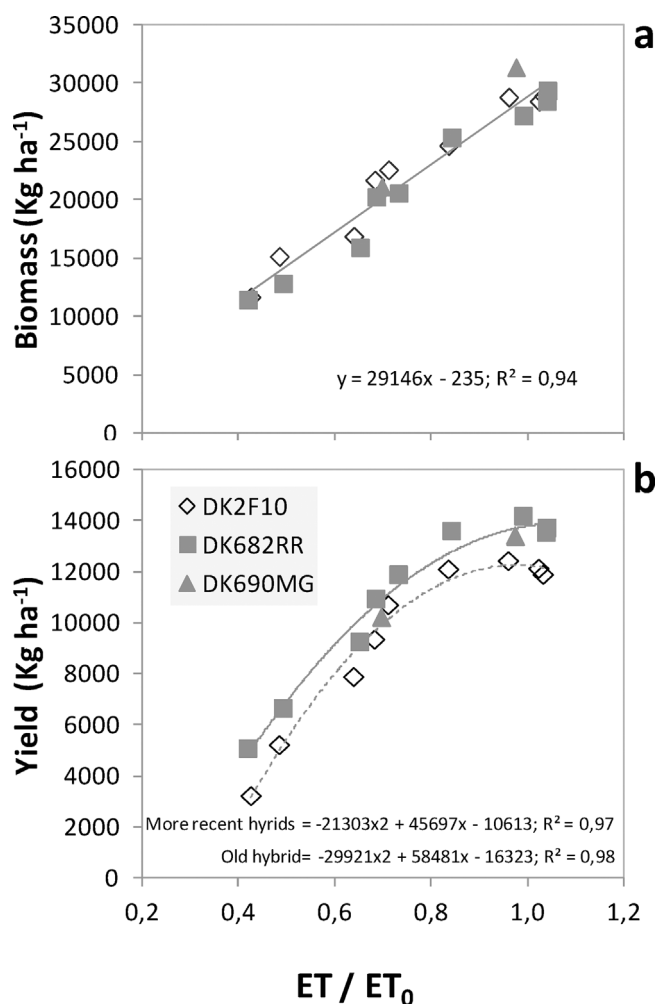 a
35000
30000
25000
20000
15000
10000
5000
0
Biomass (Kg ha⁻¹)
y = 29146x - 235; R² = 0,94
b
16000
14000
12000
10000
8000
6000
4000
2000
0
Yield (Kg ha⁻¹)
DK2F10
DK682RR
DK690MG
More recent hyrids = -21303x2 + 45697x - 10613; R² = 0,97
Old hybrid= -29921x2 + 58481x - 16323; R² = 0,98
0,2 0,4 0,6 0,8 1,0 1,2
ET / ET₀